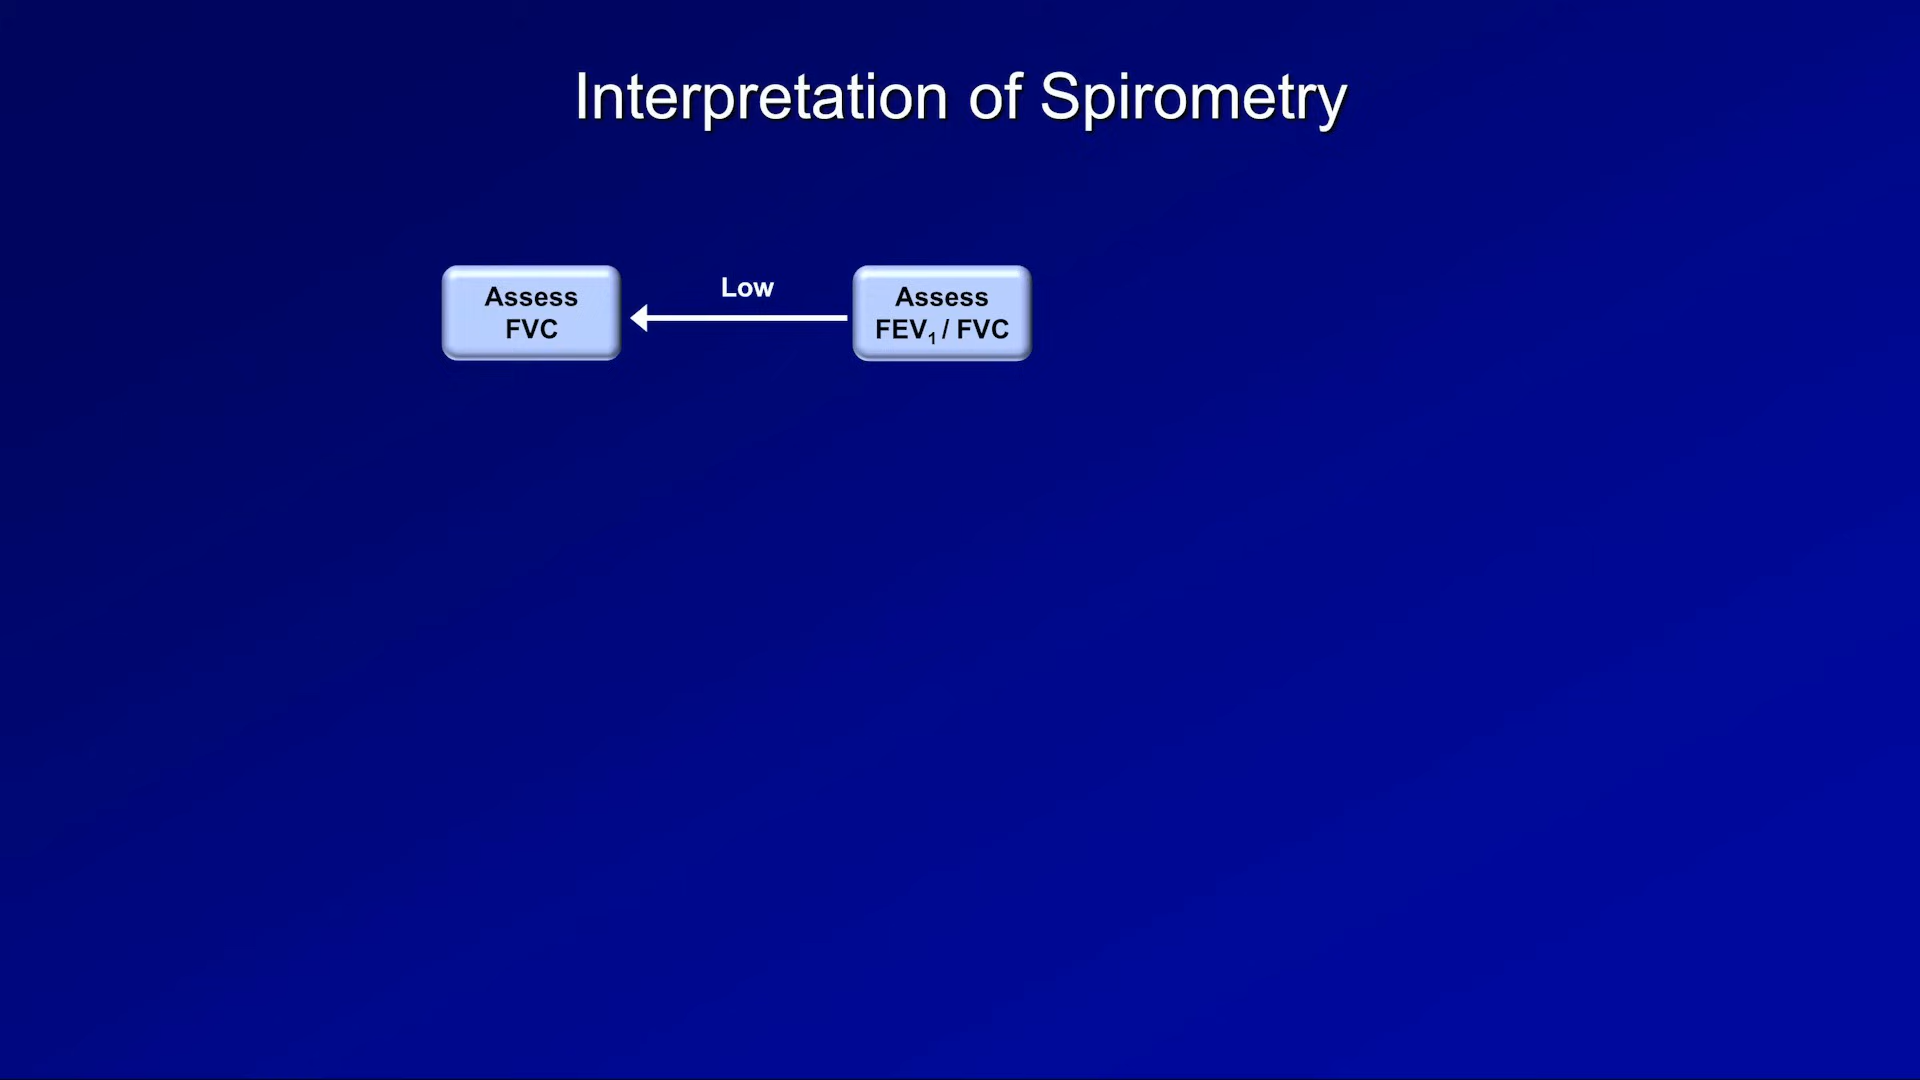 Interpretation of Spirometry
Assess
FVC
Low
Assess
FEV₁ / FVC